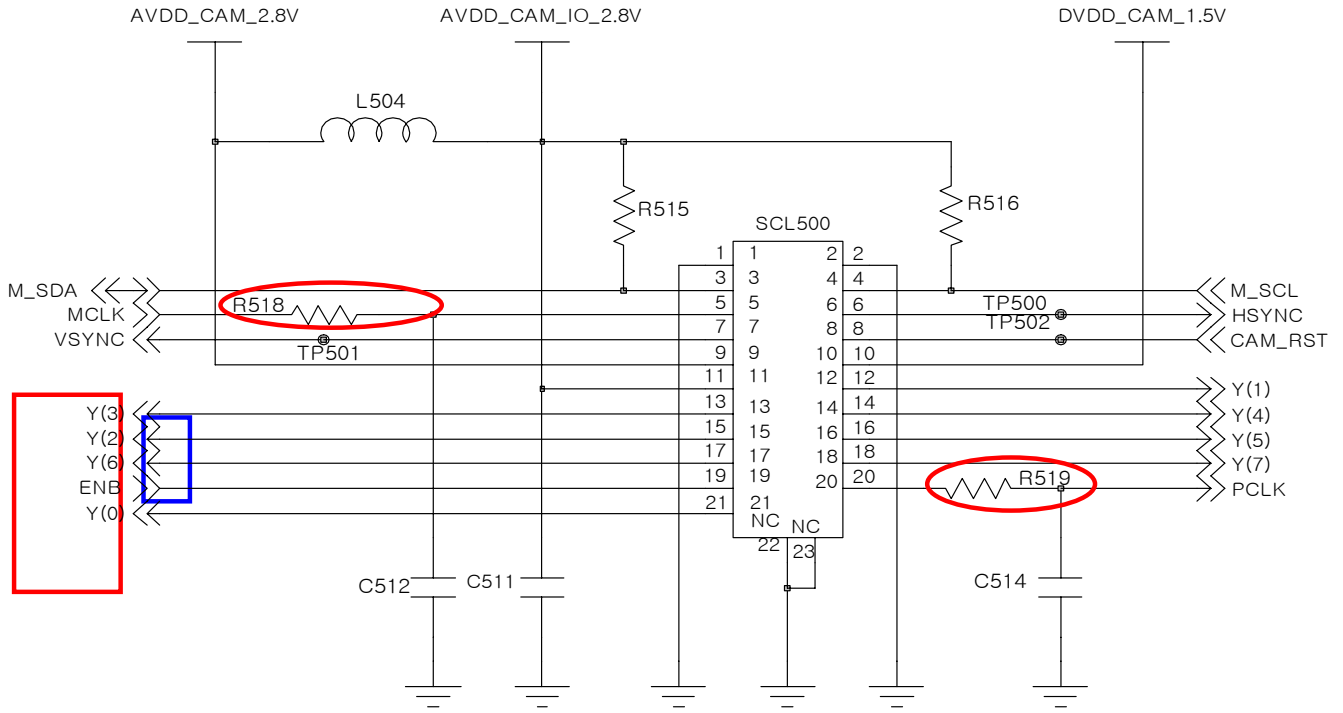 AVDD_CAM_2.8V AVDD_CAM_IO_2.8V DVDD_CAM_1.5V
L504
R515 R516
SCL500
1 1 2 2
M_SDA 3 3 4 4 M_SCL
MCLK R518 5 5 6 6 TP500 HSYNC
VSYNC TP501 7 7 8 8 TP502 CAM_RST
9 9 10 10
11 11 12 12 Y(1)
Y(3) 13 13 14 14 Y(4)
Y(2) 15 15 16 16 Y(5)
Y(6) 17 17 18 18 Y(7)
ENB 19 19 20 20 R519 PCLK
Y(0) 21 21
NC NC
22 23
C512 C511 C514